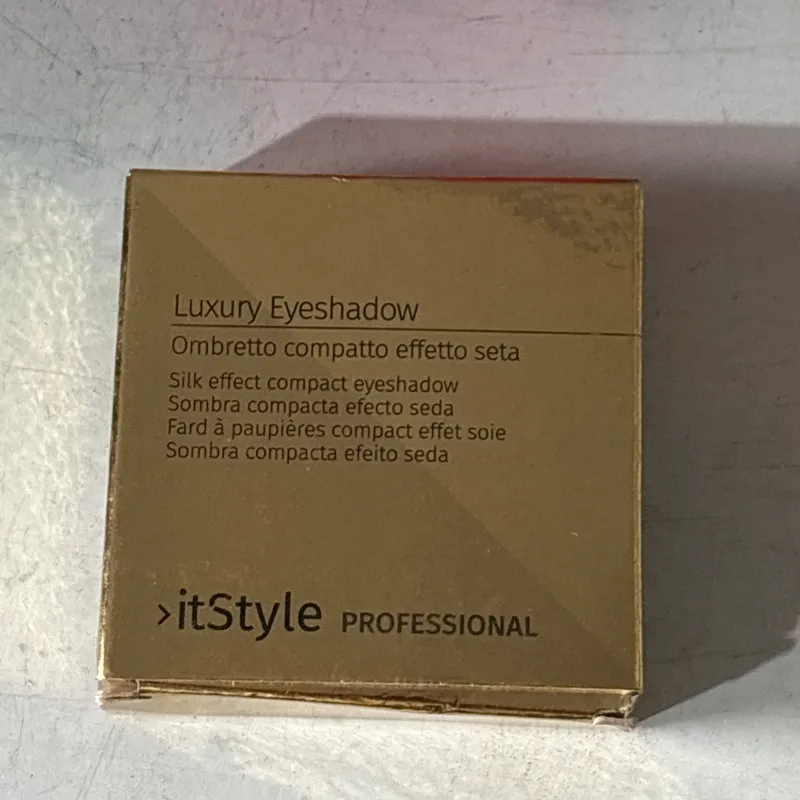 Luxury Eyeshadow
Ombretto compatto effetto seta
Silk effect compact eyeshadow
Sombra compacta efecto seda
Fard à paupières compact effet soie
Sombra compacta efeito seda
›itStyle PROFESSIONAL